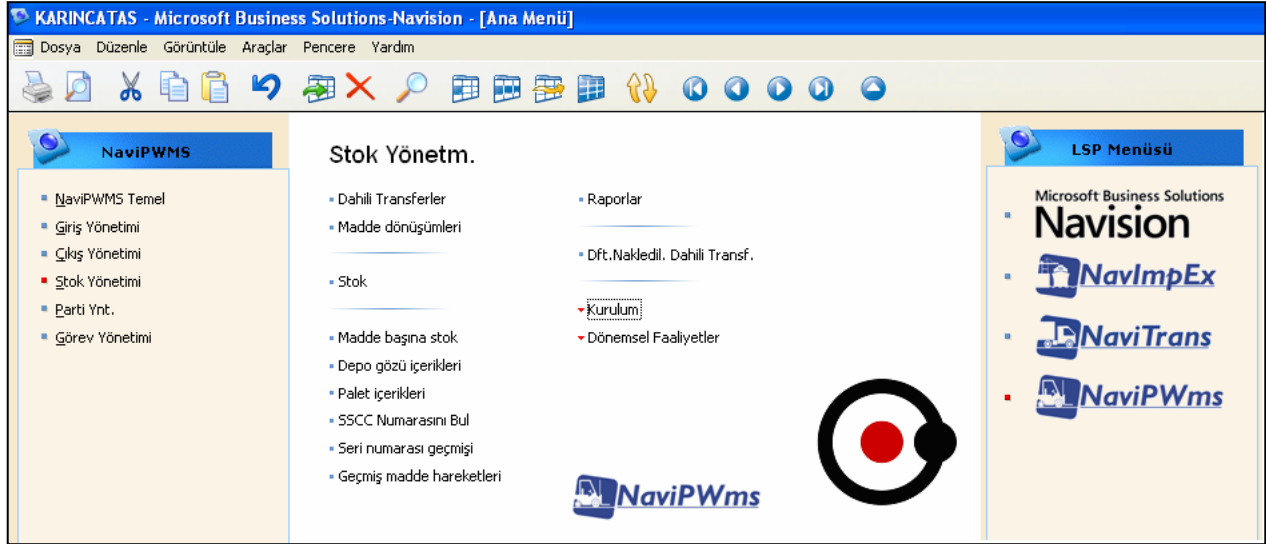 KARINCATAS - Microsoft Business Solutions-Navision - [Ana Menü]
Dosya Düzenle Görüntüle Araçlar Pencere Yardım
NaviPWMS
NaviPWMS Temel
Giriş Yönetimi
Çıkış Yönetimi
Stok Yönetimi
Parti Ynt.
Görev Yönetimi
Stok Yönetm.
Dahili Transferler
Madde dönüşümleri
Stok
Madde başına stok
Depo gözü içerikleri
Palet içerikleri
SSCC Numarasını Bul
Seri numarası geçmişi
Geçmiş madde hareketleri
Raporlar
Dft.Nakledil. Dahili Transf.
Kurulum
Dönemsel Faaliyetler
NaviPWms
LSP Menüsü
Microsoft Business Solutions
Navision
NavImpEx
NaviTrans
NaviPWms